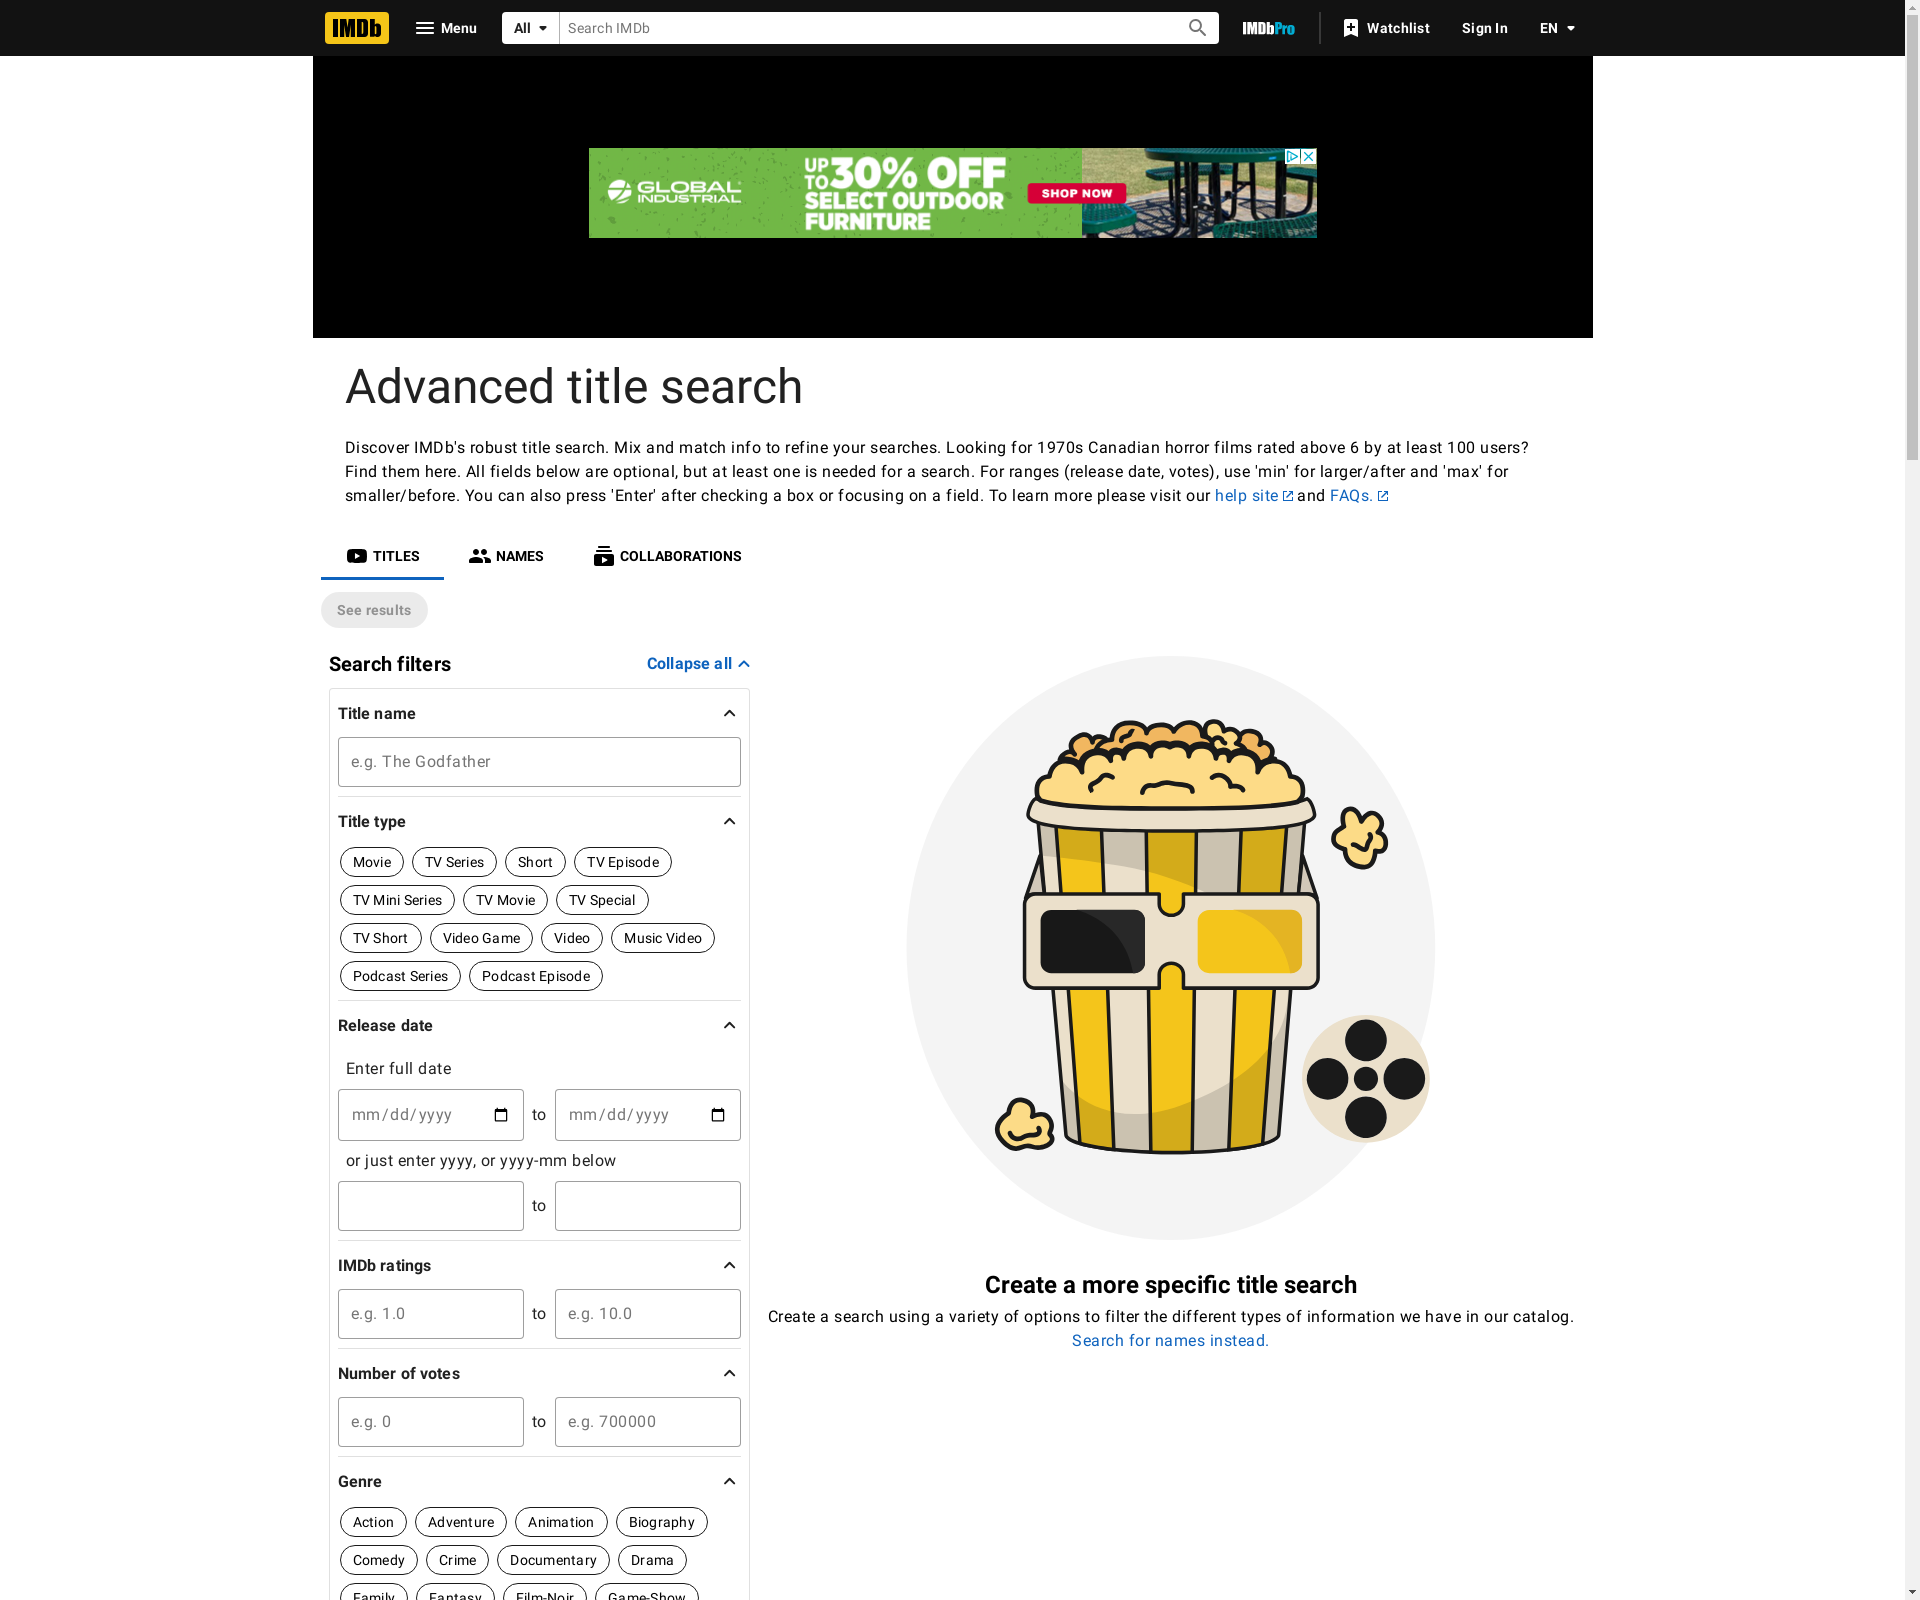 IMDb Menu All Search IMDb IMDbPro Watchlist Sign In EN
GLOBAL INDUSTRIAL
UP TO 30% OFF
SELECT OUTDOOR
FURNITURE
SHOP NOW
Advanced title search
Discover IMDb's robust title search. Mix and match info to refine your searches. Looking for 1970s Canadian horror films rated above 6 by at least 100 users?
Find them here. All fields below are optional, but at least one is needed for a search. For ranges (release date, votes), use 'min' for larger/after and 'max' for
smaller/before. You can also press 'Enter' after checking a box or focusing on a field. To learn more please visit our help site and FAQs.
TITLES NAMES COLLABORATIONS
See results
Search filters Collapse all
Title name
e.g. The Godfather
Title type
Movie TV Series Short TV Episode
TV Mini Series TV Movie TV Special
TV Short Video Game Video Music Video
Podcast Series Podcast Episode
Release date
Enter full date
mm/dd/yyyy to mm/dd/yyyy
or just enter yyyy, or yyyy-mm below
to
IMDb ratings
e.g. 1.0 to e.g. 10.0
Number of votes
e.g. 0 to e.g. 700000
Genre
Action Adventure Animation Biography
Comedy Crime Documentary Drama
Family Fantasy Film-Noir Game-Show
Create a more specific title search
Create a search using a variety of options to filter the different types of information we have in our catalog.
Search for names instead.